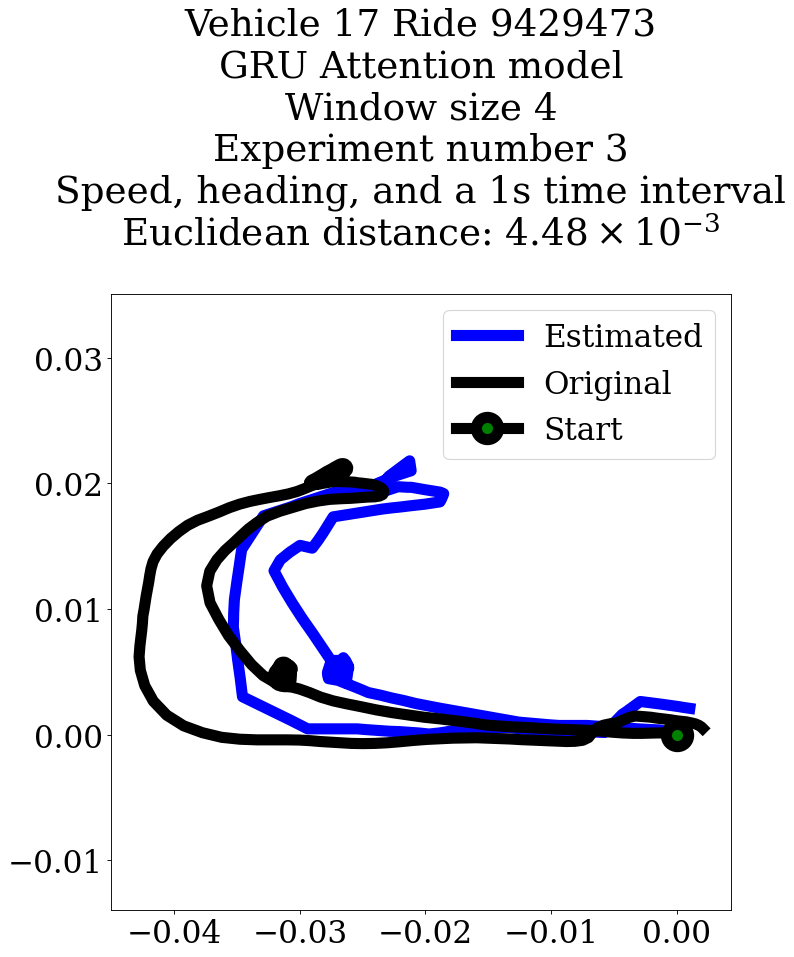 Vehicle 17 Ride 9429473
GRU Attention model
Window size 4
Experiment number 3
Speed, heading, and a 1s time interval
Euclidean distance: 4.48 × 10⁻³
Estimated
Original
Start
0.03
0.02
0.01
0.00
−0.01
−0.04
−0.03
−0.02
−0.01
0.00